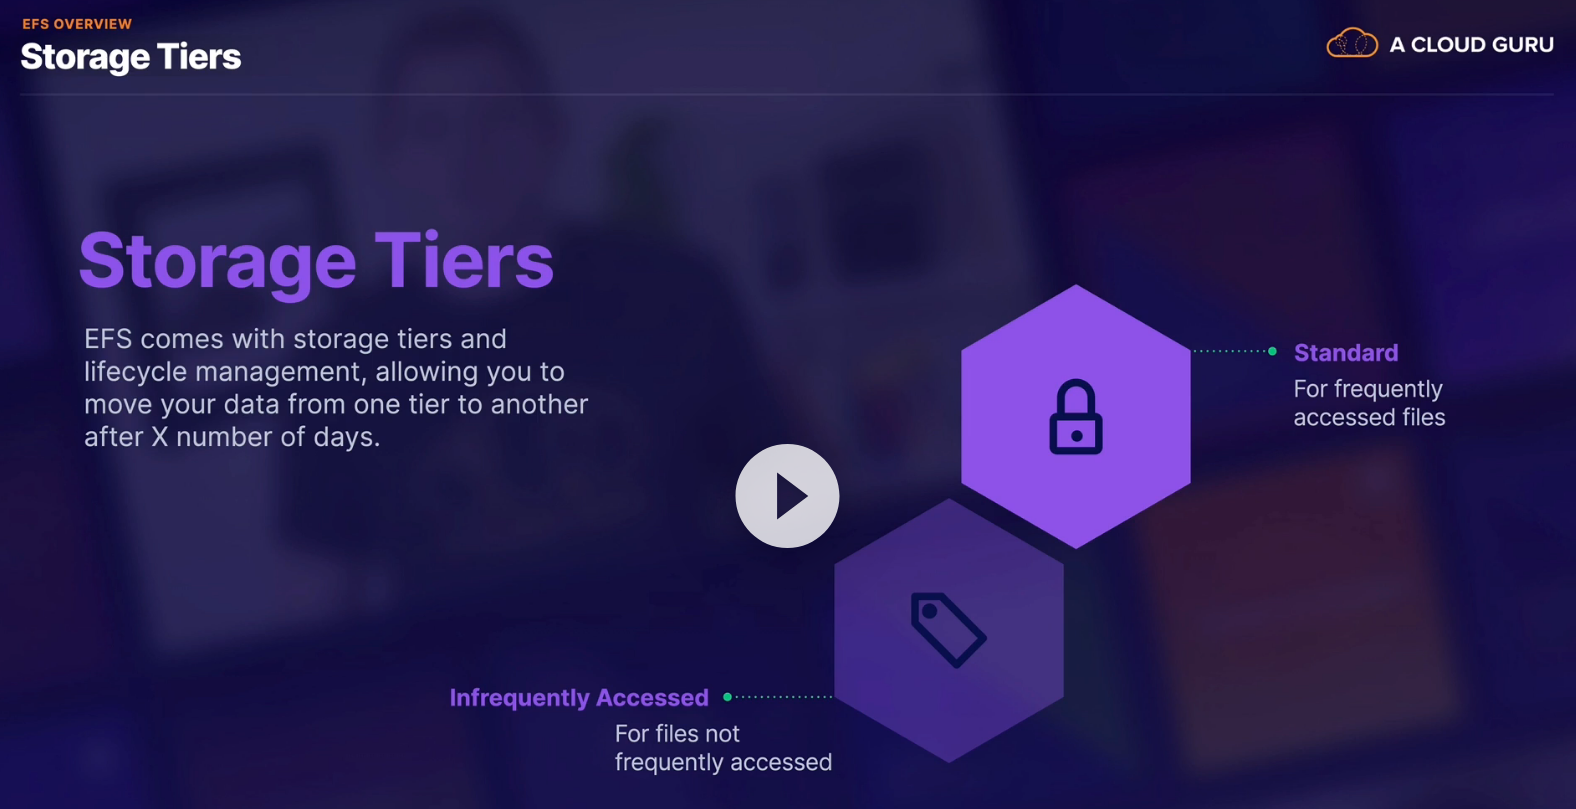 EFS OVERVIEW
Storage Tiers
A CLOUD GURU
Storage Tiers
EFS comes with storage tiers and
lifecycle management, allowing you to
move your data from one tier to another
after X number of days.
Standard
For frequently
accessed files
Infrequently Accessed
For files not
frequently accessed